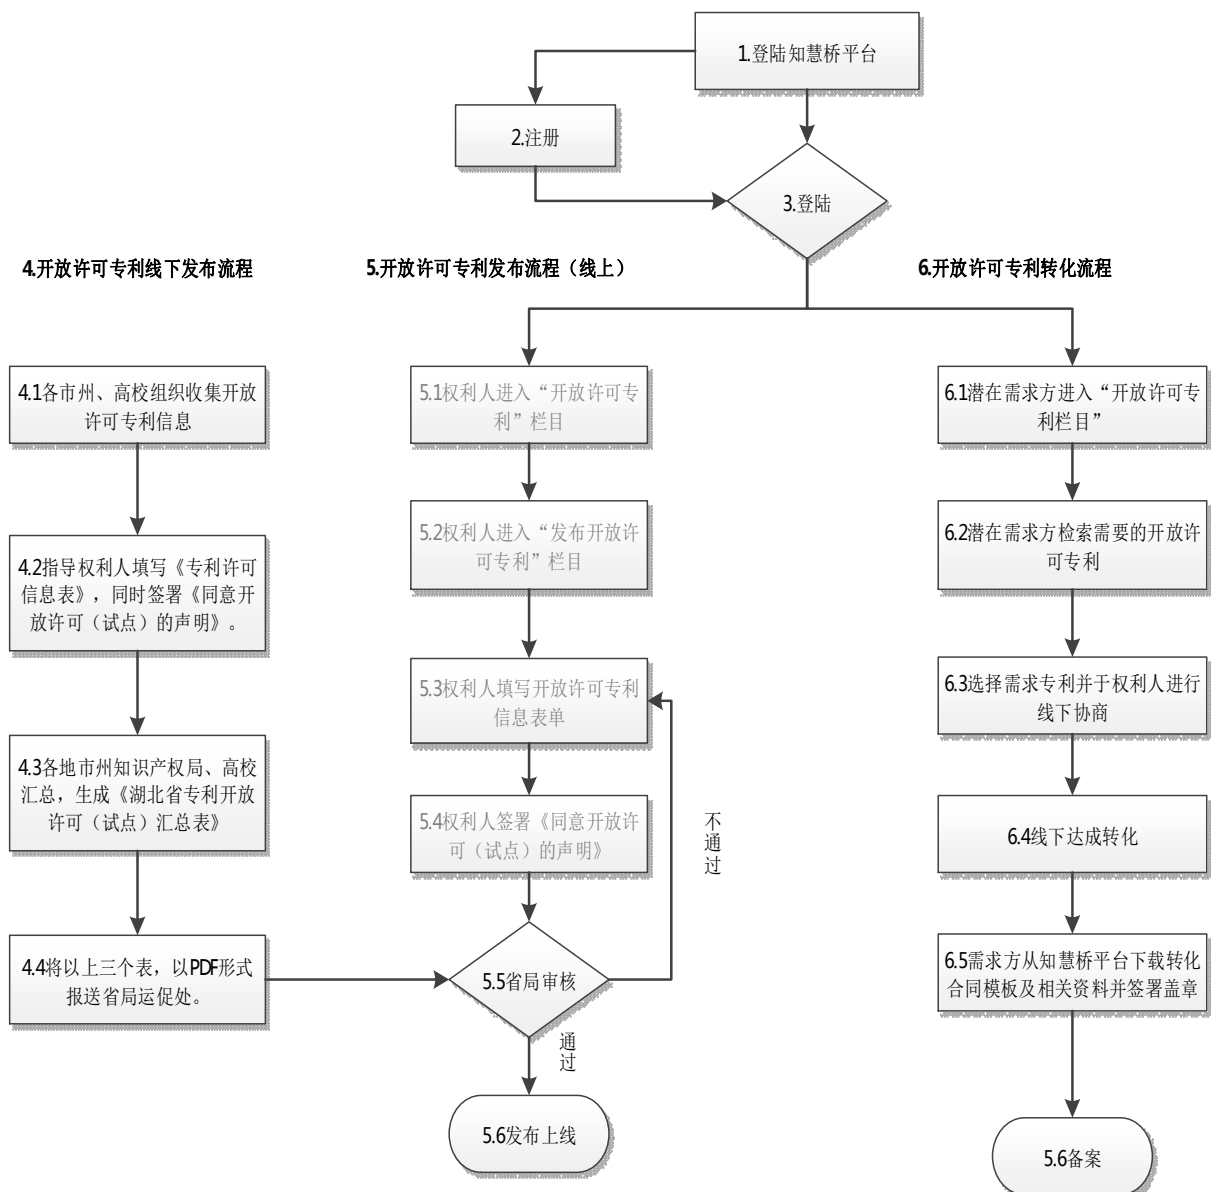 1.登陆知慧桥平台
2.注册
3.登陆
4.开放许可专利线下发布流程
4.1各市州、高校组织收集开放
许可专利信息
4.2指导权利人填写《专利许可
信息表》，同时签署《同意开
放许可（试点）的声明》。
4.3各地市州知识产权局、高校
汇总，生成《湖北省专利开放
许可（试点）汇总表》
4.4将以上三个表，以PDF形式
报送省局运促处。
5.开放许可专利发布流程（线上）
5.1权利人进入“开放许可专
利”栏目
5.2权利人进入“发布开放许
可专利”栏目
5.3权利人填写开放许可专利
信息表单
5.4权利人签署《同意开放许
可（试点）的声明》
5.5省局审核
不通过
通过
5.6发布上线
6.开放许可专利转化流程
6.1潜在需求方进入“开放许可专
利栏目”
6.2潜在需求方检索需要的开放许
可专利
6.3选择需求专利并于权利人进行
线下协商
6.4线下达成转化
6.5需求方从知慧桥平台下载转化
合同模板及相关资料并签署盖章
5.6备案